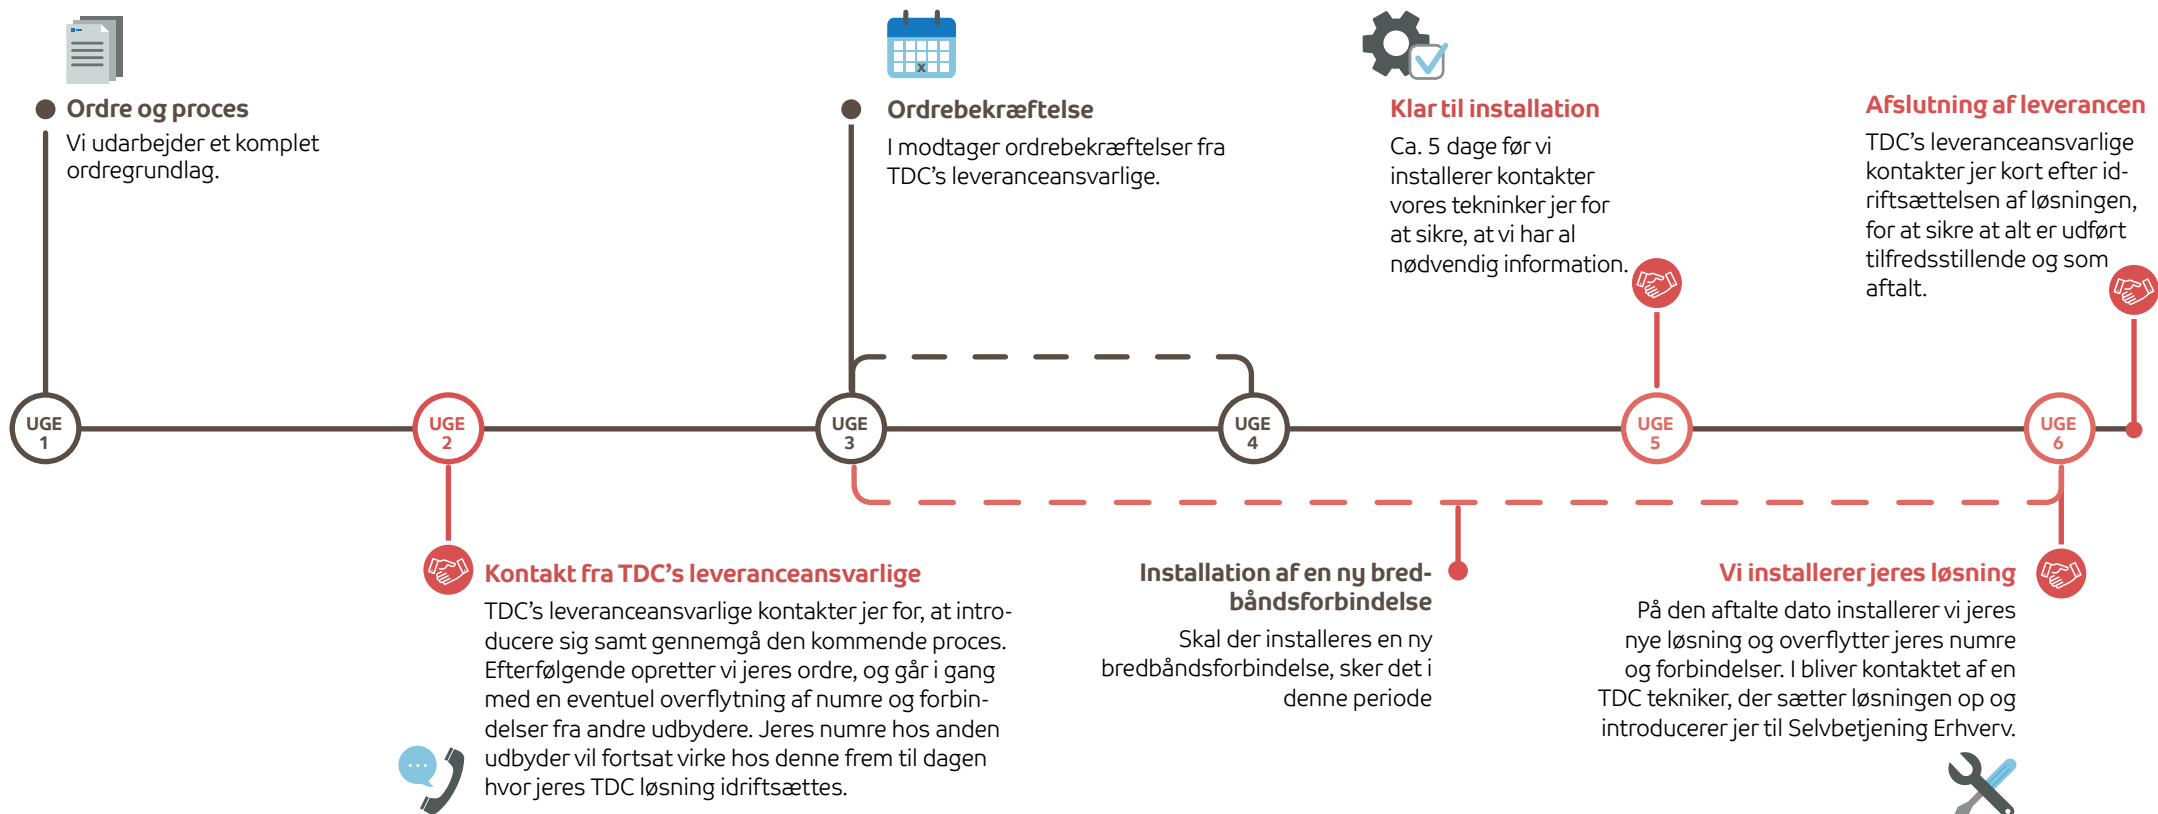 Ordre og proces
Vi udarbejder et komplet
ordregrundlag.
Ordrebekræftelse
I modtager ordrebekræftelser fra
TDC’s leveranceansvarlige.
x
Klar til installation
Ca. 5 dage før vi
installerer kontakter
vores tekninker jer for
at sikre, at vi har al
nødvendig information.
Afslutning af leverancen
TDC’s leveranceansvarlige
kontakter jer kort efter id-
riftsættelsen af løsningen,
for at sikre at alt er udført
tilfredsstillende og som
aftalt.
UGE
1
UGE
2
UGE
3
UGE
4
UGE
5
UGE
6
Kontakt fra TDC’s leveranceansvarlige
TDC’s leveranceansvarlige kontakter jer for, at intro-
ducere sig samt gennemgå den kommende proces.
Efterfølgende opretter vi jeres ordre, og går i gang
med en eventuel overflytning af numre og forbin-
delser fra andre udbydere. Jeres numre hos anden
udbyder vil fortsat virke hos denne frem til dagen
hvor jeres TDC løsning idriftsættes.
Installation af en ny bred-
båndsforbindelse
Skal der installeres en ny
bredbåndsforbindelse, sker det i
denne periode
Vi installerer jeres løsning
På den aftalte dato installerer vi jeres
nye løsning og overflytter jeres numre
og forbindelser. I bliver kontaktet af en
TDC tekniker, der sætter løsningen op og
introducerer jer til Selvbetjening Erhverv.